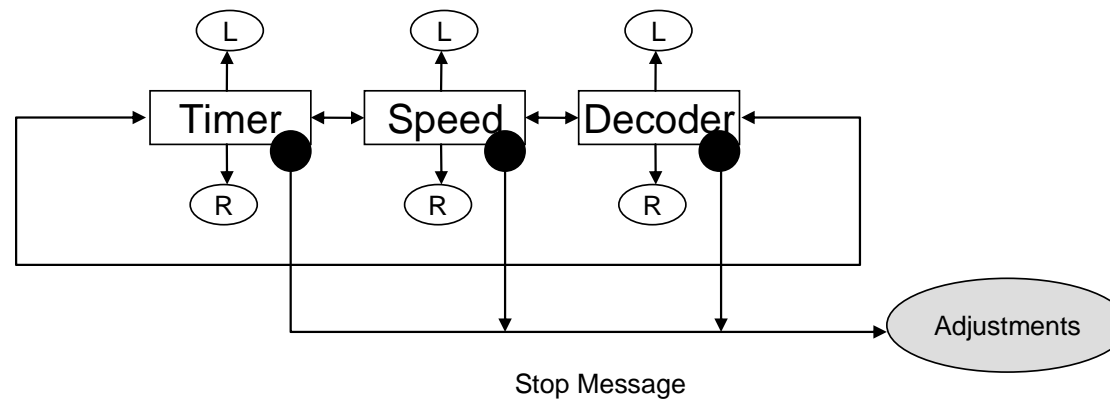 L L L
Timer Speed Decoder
R R R
Adjustments
Stop Message